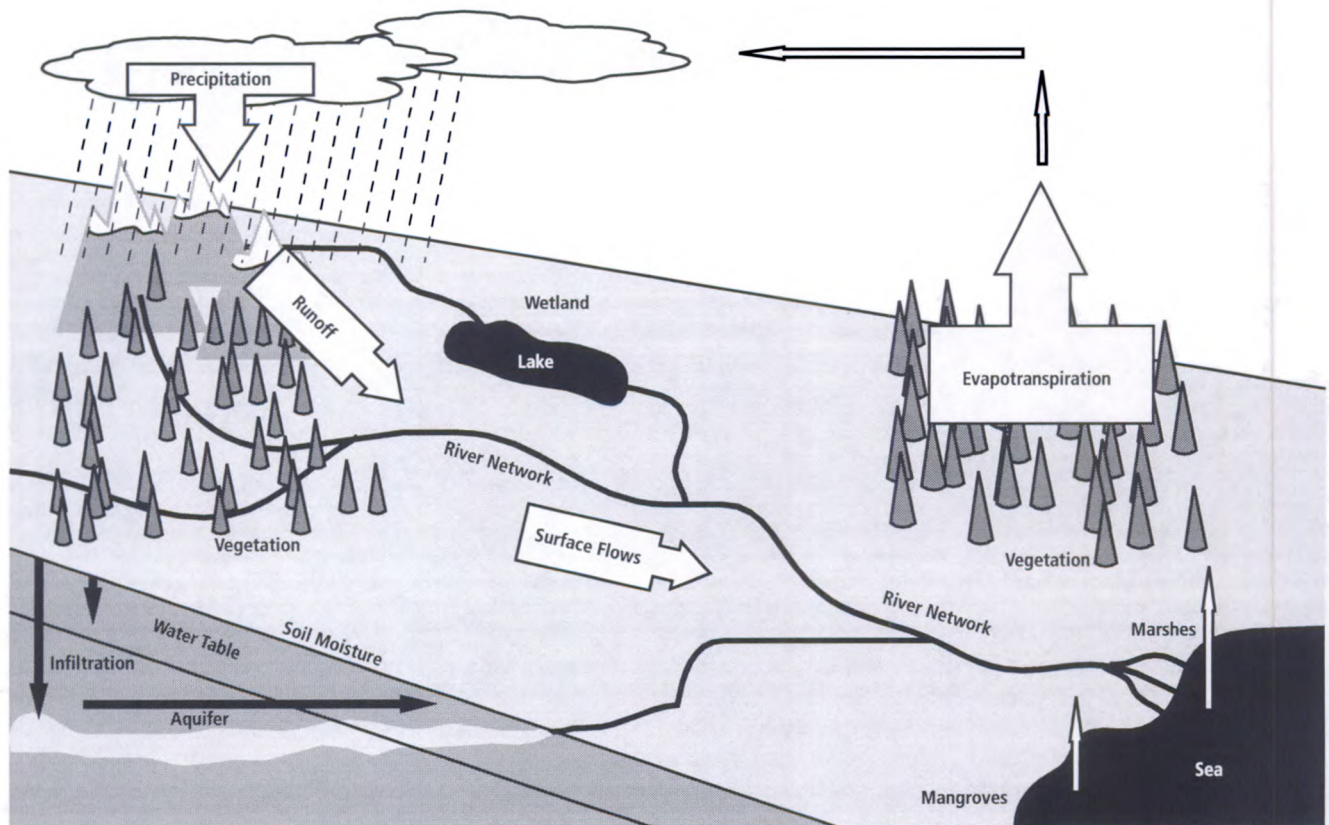 Precipitation
Runoff
Wetland
Lake
Evapotranspiration
River Network
Surface Flows
Vegetation
Vegetation
River Network
Marshes
Soil Moisture
Water Table
Infiltration
Aquifer
Sea
Mangroves